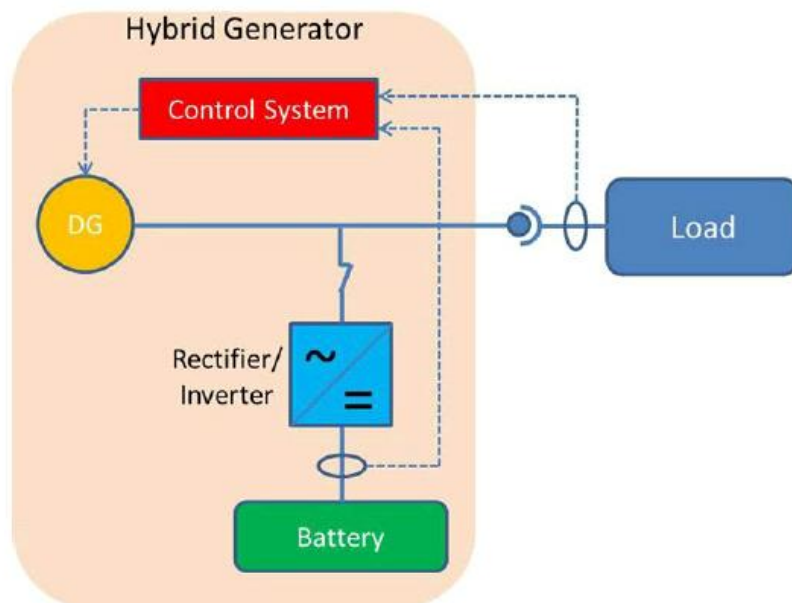 Hybrid Generator
Control System
DG
Load
Rectifier/
Inverter
~
=
Battery